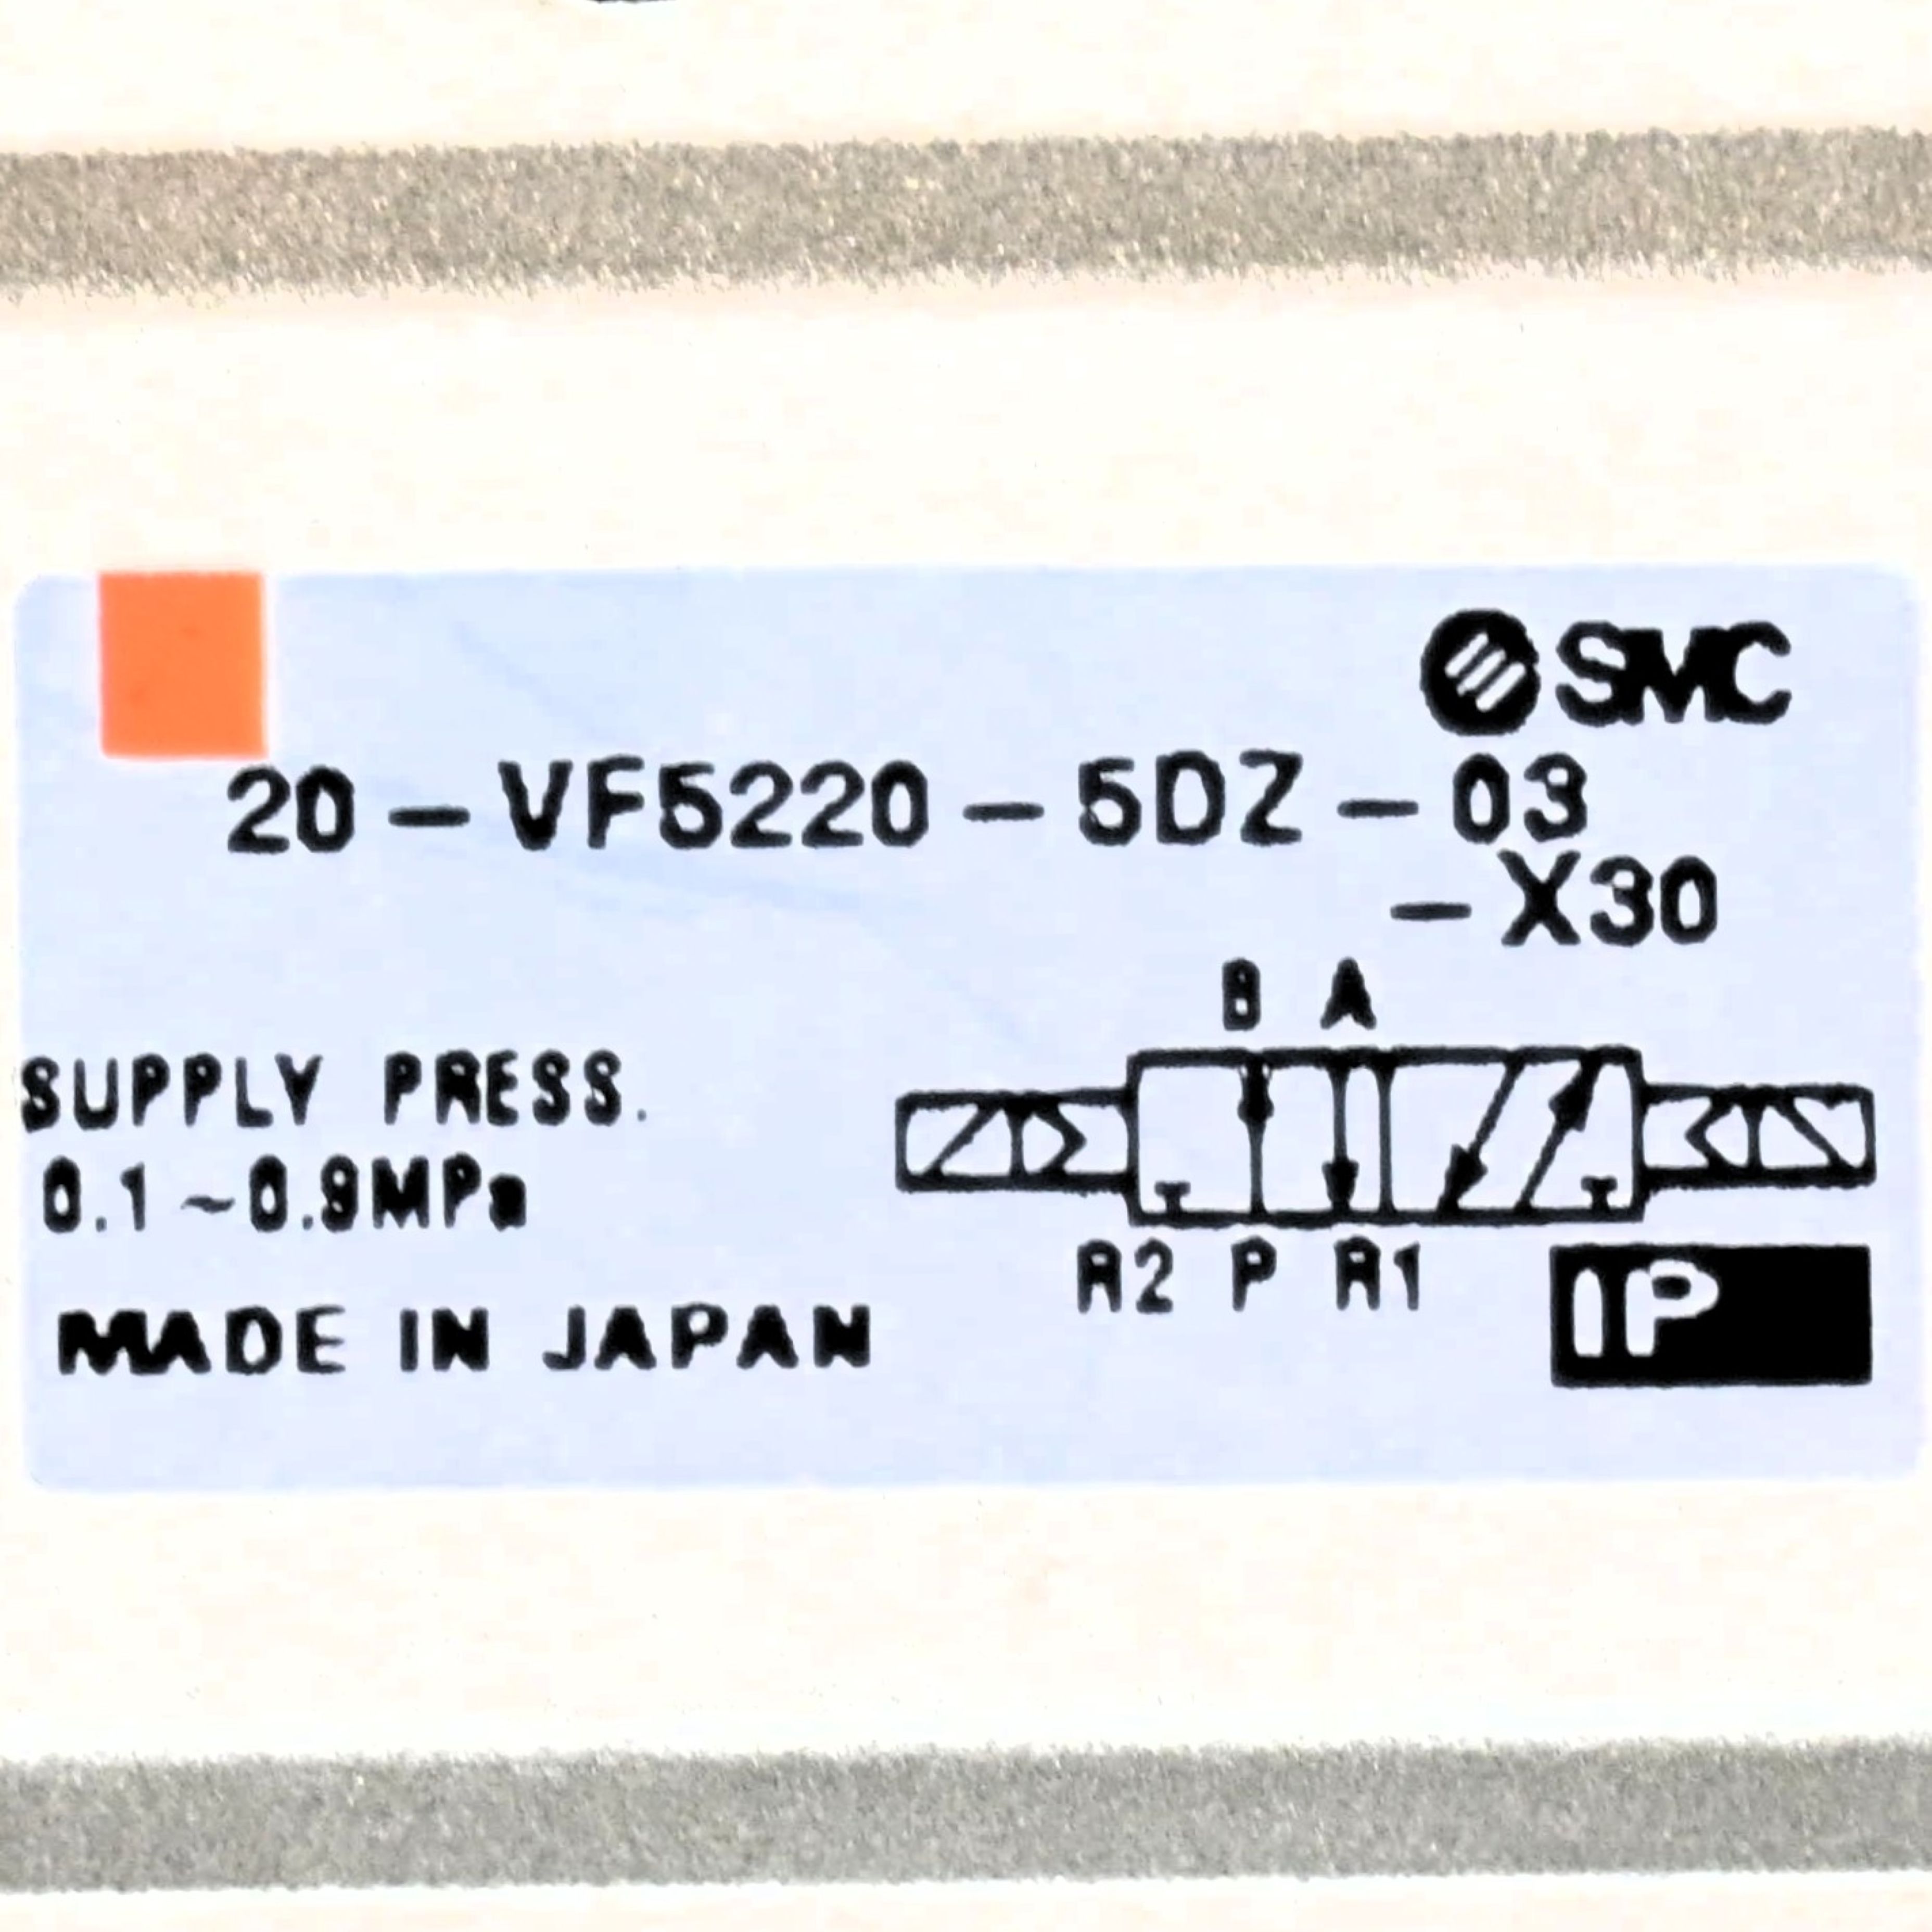 SMC
20-VF5220-5DZ-03
-X30
B A
SUPPLY PRESS.
0.1~0.9MPa
R2 P R1
IP
MADE IN JAPAN